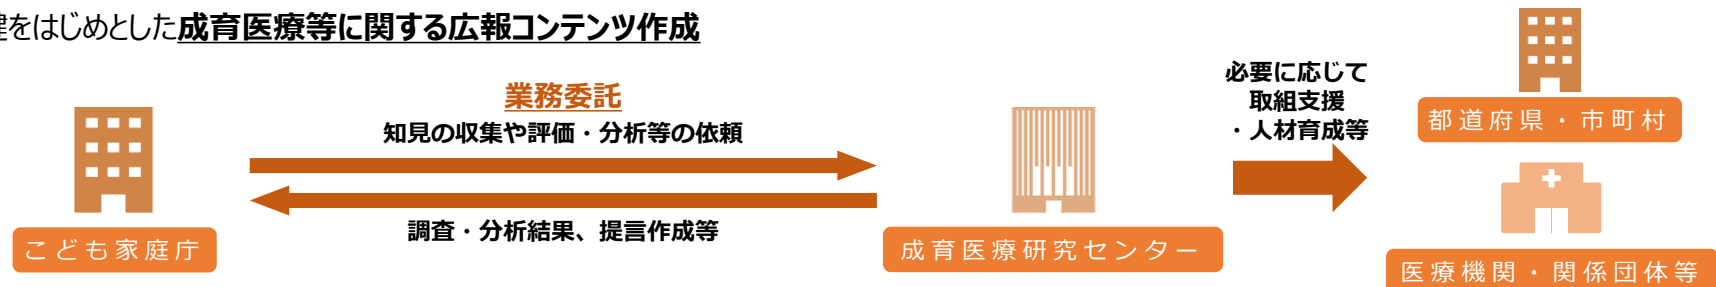 をはじめとした成育医療等に関する広報コンテンツ作成
業務委託
知見の収集や評価・分析等の依頼
調査・分析結果、提言作成等
こども家庭庁
成育医療研究センター
必要に応じて
取組支援
・人材育成等
都道府県・市町村
医療機関・関係団体等